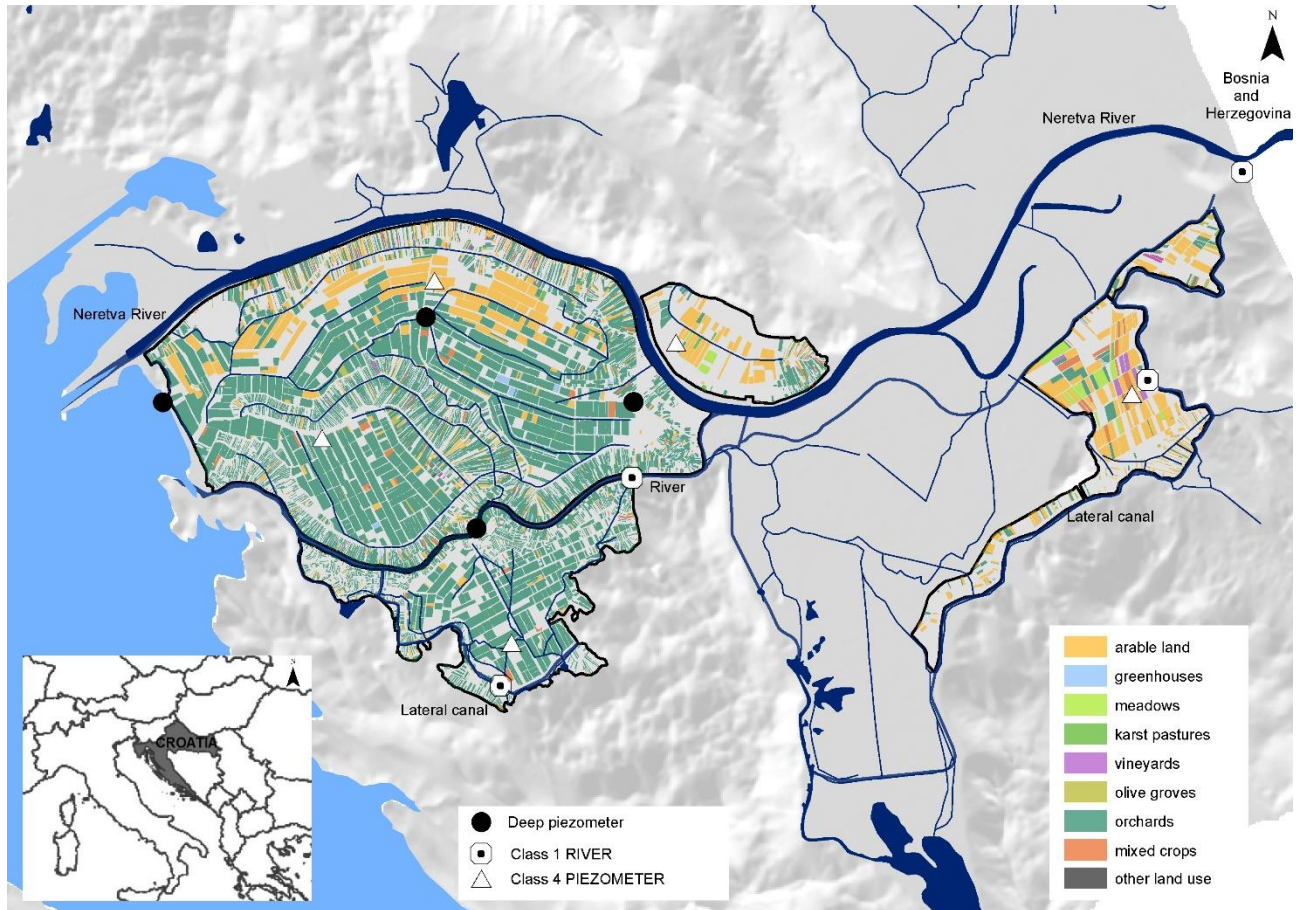 N
Bosnia
and
Herzegovina
Neretva River
Neretva River
River
Lateral canal
Lateral canal
N
CROATIA
Deep piezometer
Class 1 RIVER
Class 4 PIEZOMETER
arable land
greenhouses
meadows
karst pastures
vineyards
olive groves
orchards
mixed crops
other land use